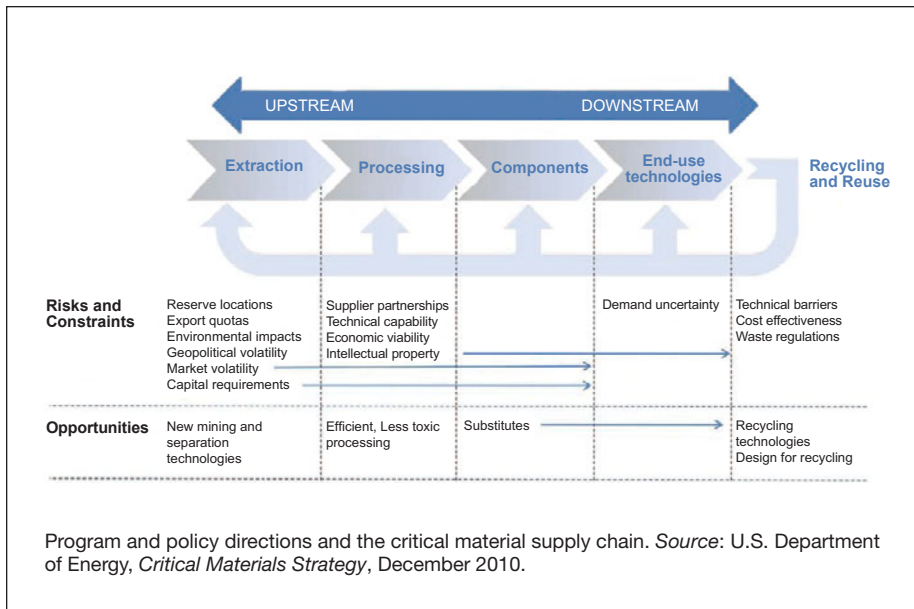 UPSTREAM
DOWNSTREAM
Extraction
Processing
Components
End-use
technologies
Recycling
and Reuse
Risks and
Constraints
Reserve locations
Export quotas
Environmental impacts
Geopolitical volatility
Market volatility
Capital requirements
Supplier partnerships
Technical capability
Economic viability
Intellectual property
Demand uncertainty
Technical barriers
Cost effectiveness
Waste regulations
Opportunities
New mining and
separation
technologies
Efficient, Less toxic
processing
Substitutes
Recycling
technologies
Design for recycling
Program and policy directions and the critical material supply chain. Source: U.S. Department
of Energy, Critical Materials Strategy, December 2010.